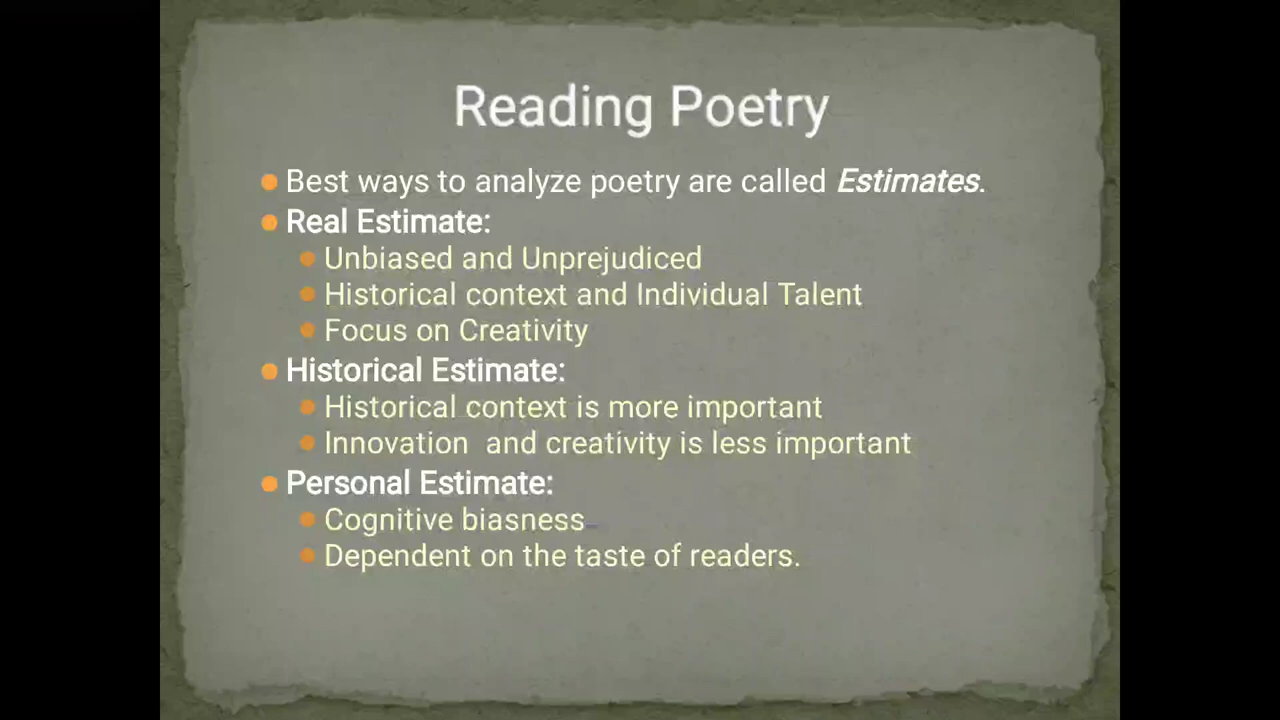 Reading Poetry
Best ways to analyze poetry are called Estimates.
Real Estimate:
Unbiased and Unprejudiced
Historical context and Individual Talent
Focus on Creativity
Historical Estimate:
Historical context is more important
Innovation  and creativity is less important
Personal Estimate:
Cognitive biasness
Dependent on the taste of readers.